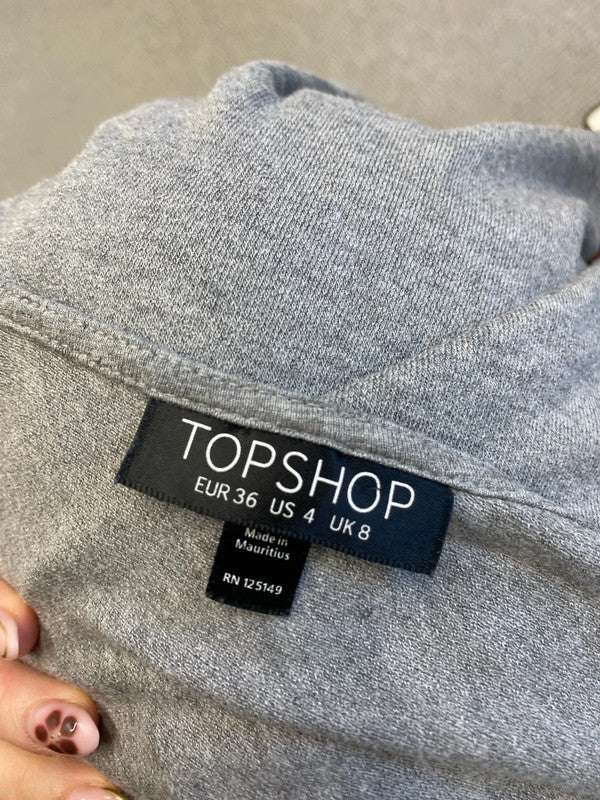 TOPSHOP
EUR 36 US 4 UK 8
Made in
Mauritius
RN 125149